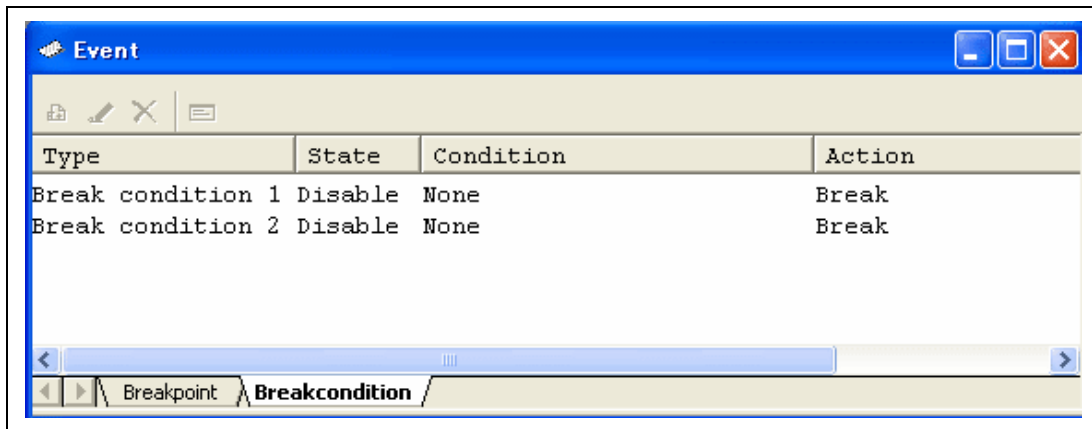 Event
Type State Condition Action
Break condition 1 Disable None Break
Break condition 2 Disable None Break
Breakpoint Breakcondition